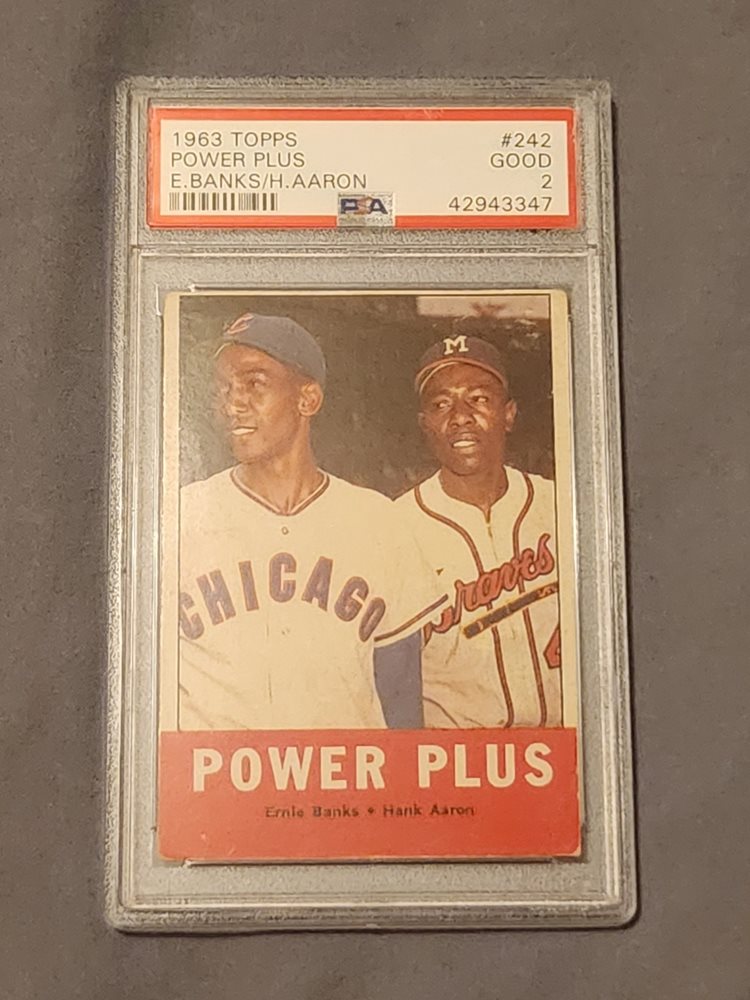 1963 TOPPS #242
POWER PLUS GOOD
E.BANKS/H.AARON 2
PSA 42943347
M
CHICAGO
Braves
4
POWER PLUS
Ernie Banks • Hank Aaron